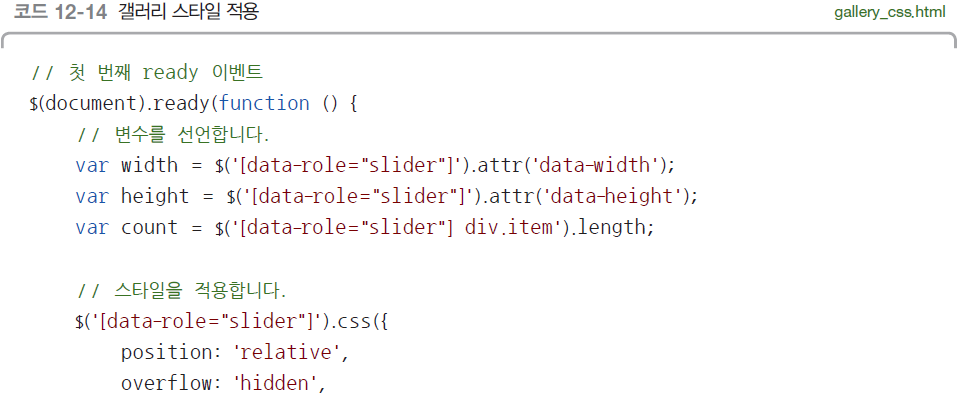 코드 12-14 갤러리 스타일 적용
gallery_css.html
// 첫 번째 ready 이벤트
$(document).ready(function () {
// 변수를 선언합니다.
var width = $('[data-role="slider"]').attr('data-width');
var height = $('[data-role="slider"]').attr('data-height');
var count = $('[data-role="slider"] div.item').length;
// 스타일을 적용합니다.
$('[data-role="slider"]').css({
position: 'relative',
overflow: 'hidden',